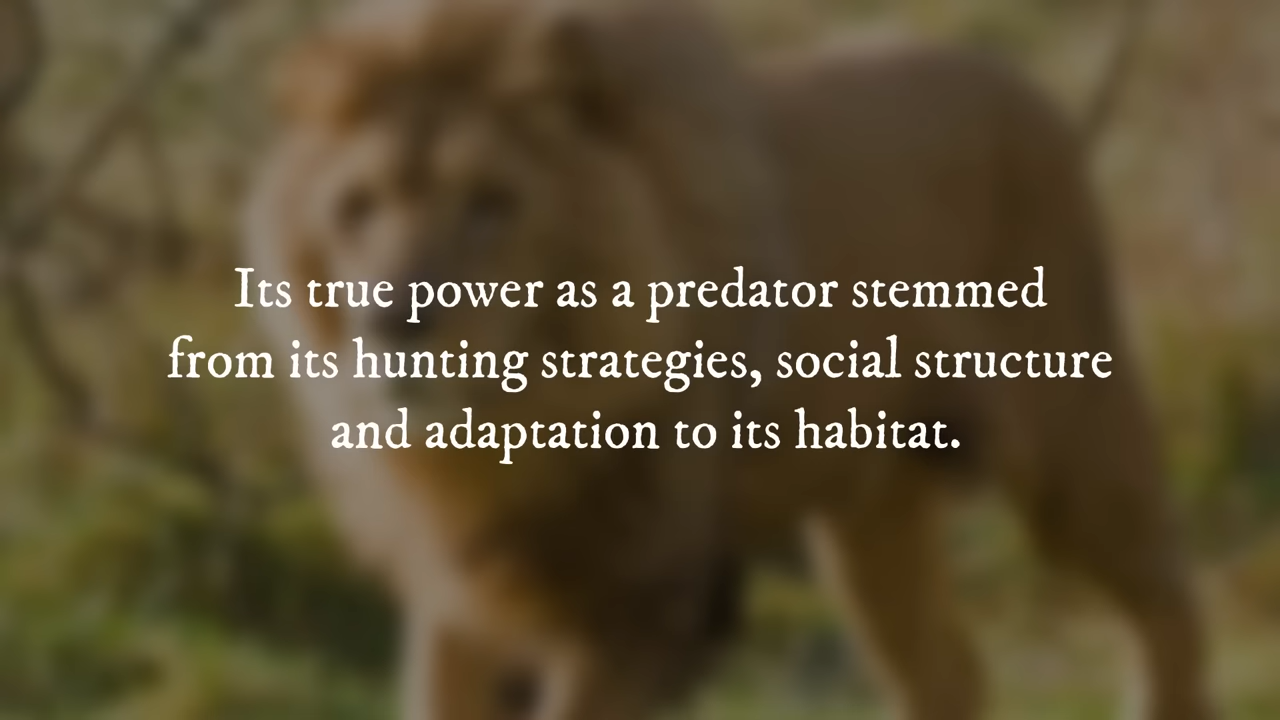 Its true power as a predator stemmed
from its hunting strategies, social structure
and adaptation to its habitat.